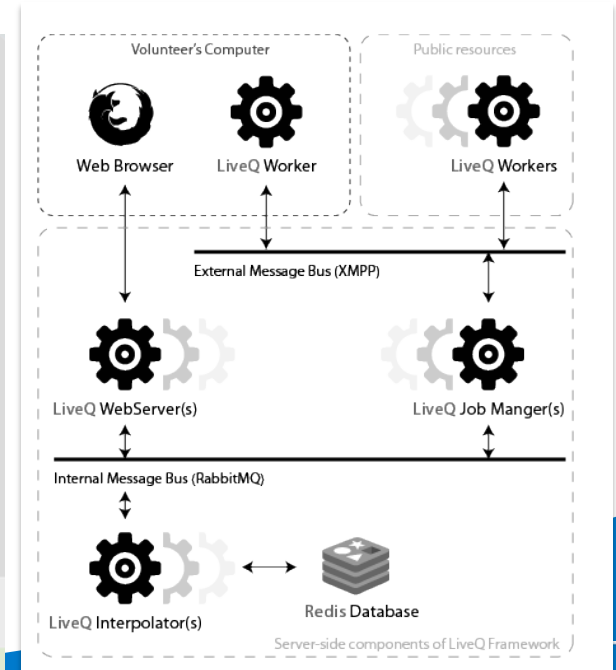 Volunteer's Computer
Public resources
Web Browser
LiveQ Worker
LiveQ Workers
External Message Bus (XMPP)
LiveQ WebServer(s)
LiveQ Job Manger(s)
Internal Message Bus (RabbitMQ)
LiveQ Interpolator(s)
Redis Database
Server-side components of LiveQ Framework